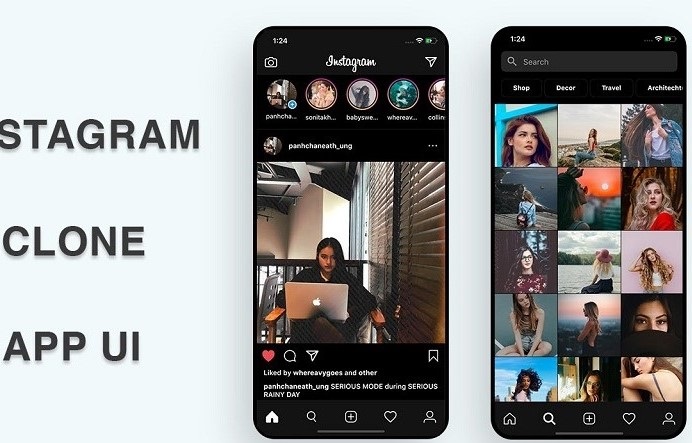 STAGRAM
CLONE
APP UI
1:24
Instagram
panhcha...
sonitakh...
babyswe...
whereav...
collins
panhchaneath_ung
Liked by whereavygoes and other
panhchaneath_ung SERIOUS MODE during SERIOUS
RAINY DAY
1:24
Search
Shop
Decor
Travel
Architecht